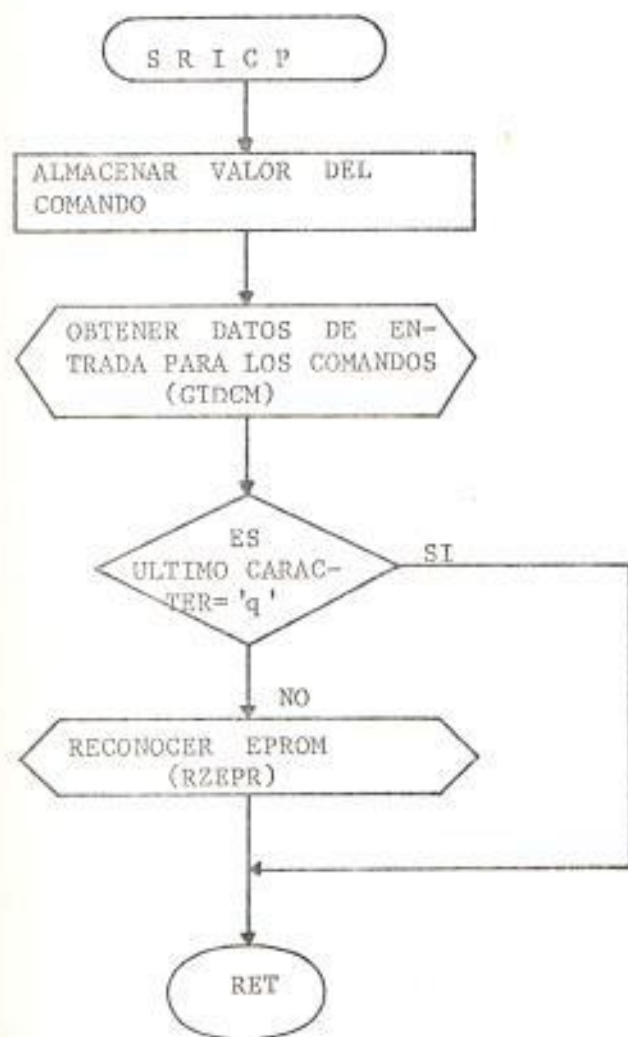 S R I C P
ALMACENAR VALOR DEL
COMANDO
OBTENER DATOS DE EN-
TRADA PARA LOS COMANDOS
(GTDCM)
ES
ULTIMO CARAC-
TER= 'q'
SI
NO
RECONOCER EPROM
(RZEPR)
RET